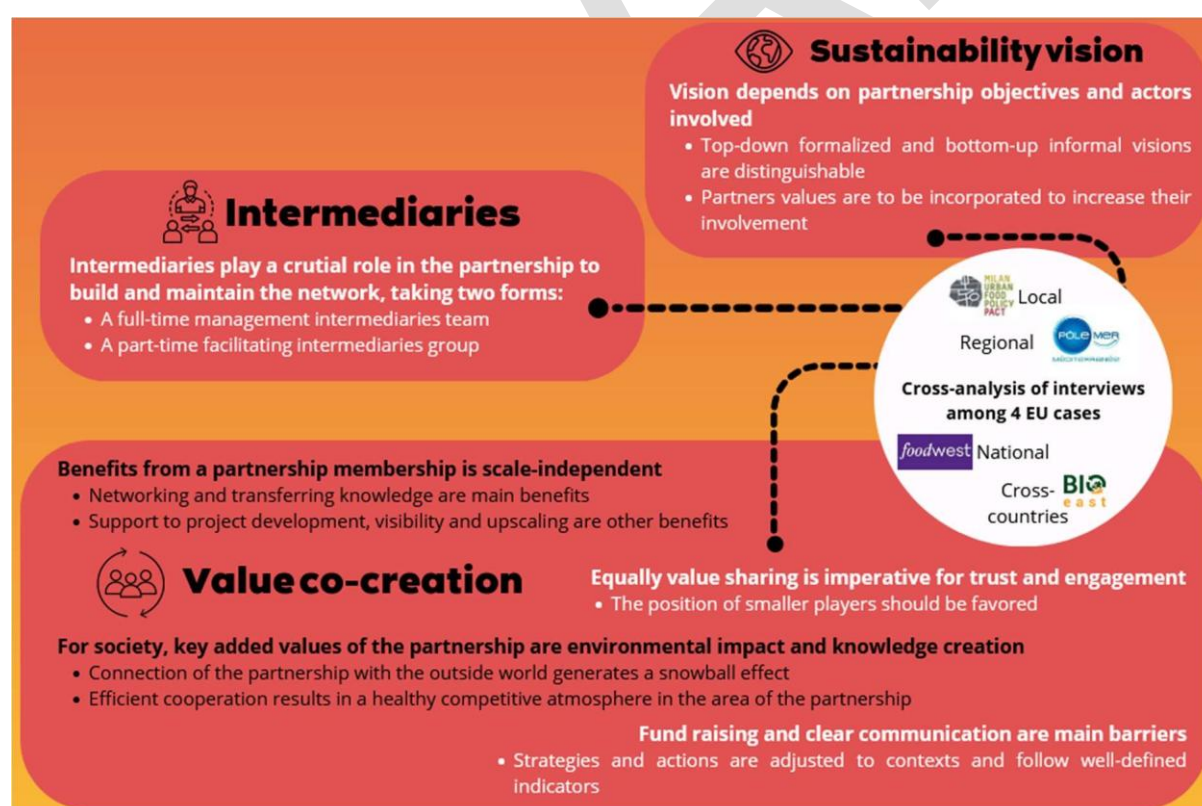 Sustainability vision
Vision depends on partnership objectives and actors
involved
• Top-down formalized and bottom-up informal visions
are distinguishable
• Partners values are to be incorporated to increase their
involvement
Intermediaries
Intermediaries play a crutial role in the partnership to
build and maintain the network, taking two forms:
• A full-time management intermediaries team
• A part-time facilitating intermediaries group
MILAN
URBAN
FOOD
POLICY
PACT
Local
Regional
PÔLE MER
Cross-analysis of interviews
among 4 EU cases
foodwest
National
Cross-
countries
BIO
east
Benefits from a partnership membership is scale-independent
• Networking and transferring knowledge are main benefits
• Support to project development, visibility and upscaling are other benefits
Value co-creation
Equally value sharing is imperative for trust and engagement
• The position of smaller players should be favored
For society, key added values of the partnership are environmental impact and knowledge creation
• Connection of the partnership with the outside world generates a snowball effect
• Efficient cooperation results in a healthy competitive atmosphere in the area of the partnership
Fund raising and clear communication are main barriers
• Strategies and actions are adjusted to contexts and follow well-defined
indicators